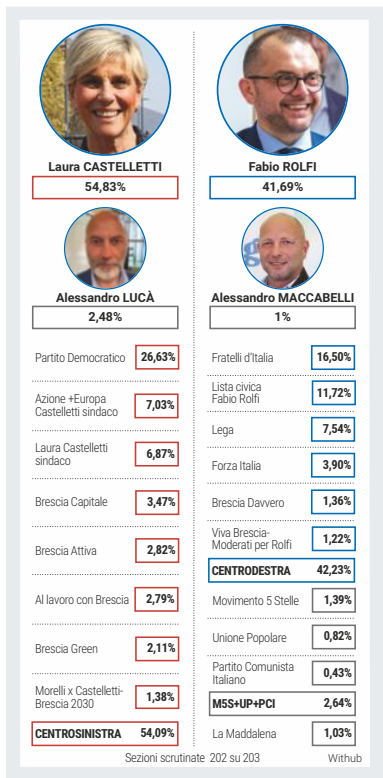 Laura CASTELLETTI
54,83%
Fabio ROLFI
41,69%
Alessandro LUCÀ
2,48%
Alessandro MACCABELLI
1%
Partito Democratico 26,63%
Azione +Europa
Castelletti sindaco 7,03%
Laura Castelletti
sindaco 6,87%
Brescia Capitale 3,47%
Brescia Attiva 2,82%
Al lavoro con Brescia 2,79%
Brescia Green 2,11%
Morelli x Castelletti-
Brescia 2030 1,38%
CENTROSINISTRA 54,09%
Fratelli d'Italia 16,50%
Lista civica
Fabio Rolfi 11,72%
Lega 7,54%
Forza Italia 3,90%
Brescia Davvero 1,36%
Viva Brescia-
Moderati per Rolfi 1,22%
CENTRODESTRA 42,23%
Movimento 5 Stelle 1,39%
Unione Popolare 0,82%
Partito Comunista
Italiano 0,43%
M5S+UP+PCI 2,64%
La Maddalena 1,03%
Sezioni scrutinate 202 su 203
Withub